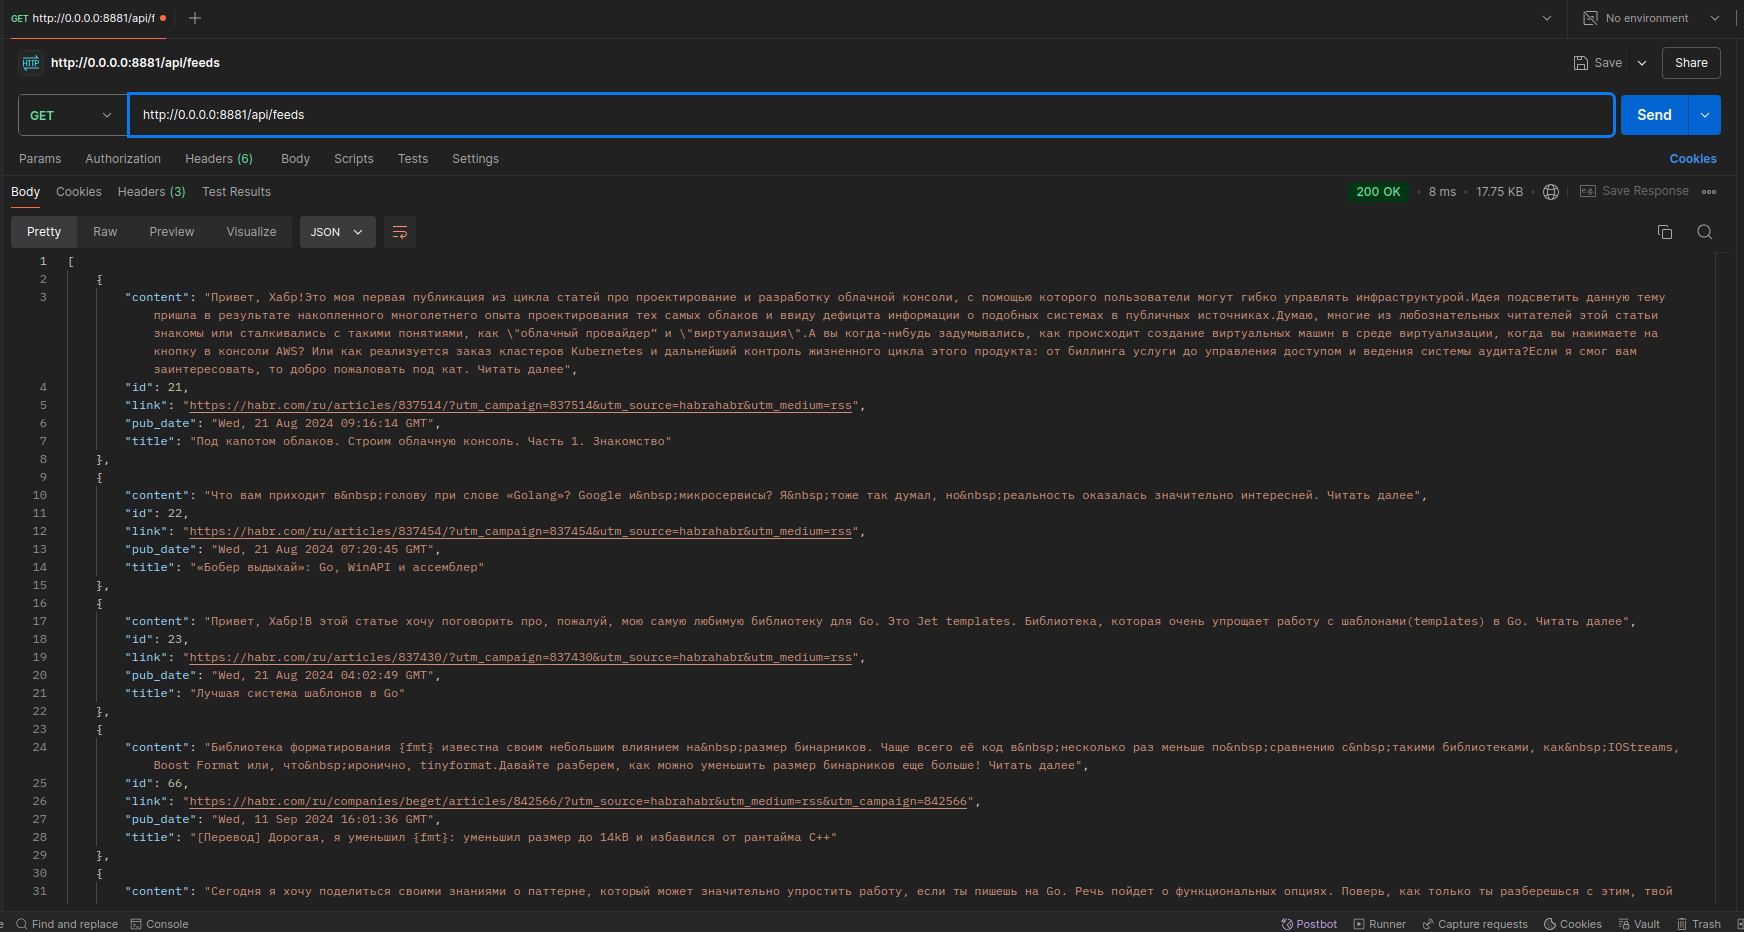 GET http://0.0.0.0:8881/api/f
No environment
HTTP http://0.0.0.0:8881/api/feeds
Save
Share
GET
http://0.0.0.0:8881/api/feeds
Send
Params Authorization Headers (6) Body Scripts Tests Settings
Cookies
Body Cookies Headers (3) Test Results
200 OK 8 ms 17.75 KB Save Response
Pretty Raw Preview Visualize JSON
1 [
2 {
3 "content": "Привет, Хабр!Это моя первая публикация из цикла статей про проектирование и разработку облачной консоли, с помощью которого пользователи могут гибко управлять инфраструктурой.Идея подсветить данную тему
пришла в результате накопленного многолетнего опыта проектирования тех самых облаков и ввиду дефицита информации о подобных системах в публичных источниках.Думаю, многие из любознательных читателей этой статьи
знакомы или сталкивались с такими понятиями, как \"облачный провайдер” и \"виртуализация\".А вы когда-нибудь задумывались, как происходит создание виртуальных машин в среде виртуализации, когда вы нажимаете на
кнопку в консоли AWS? Или как реализуется заказ кластеров Kubernetes и дальнейший контроль жизненного цикла этого продукта: от биллинга услуги до управления доступом и ведения системы аудита?Если я смог вам
заинтересовать, то добро пожаловать под кат. Читать далее",
4 "id": 21,
5 "link": "https://habr.com/ru/articles/837514/?utm_campaign=837514&utm_source=habrahabr&utm_medium=rss",
6 "pub_date": "Wed, 21 Aug 2024 09:16:14 GMT",
7 "title": "Под капотом облаков. Строим облачную консоль. Часть 1. Знакомство"
8 },
9 {
10 "content": "Что вам приходит в&nbsp;голову при слове «Golang»? Google и&nbsp;микросервисы? Я&nbsp;тоже так думал, но&nbsp;реальность оказалась значительно интересней. Читать далее",
11 "id": 22,
12 "link": "https://habr.com/ru/articles/837454/?utm_campaign=837454&utm_source=habrahabr&utm_medium=rss",
13 "pub_date": "Wed, 21 Aug 2024 07:20:45 GMT",
14 "title": "«Бобер выдыхай»: Go, WinAPI и ассемблер"
15 },
16 {
17 "content": "Привет, Хабр!В этой статье хочу поговорить про, пожалуй, мою самую любимую библиотеку для Go. Это Jet templates. Библиотека, которая очень упрощает работу с шаблонами(templates) в Go. Читать далее",
18 "id": 23,
19 "link": "https://habr.com/ru/articles/837430/?utm_campaign=837430&utm_source=habrahabr&utm_medium=rss",
20 "pub_date": "Wed, 21 Aug 2024 04:02:49 GMT",
21 "title": "Лучшая система шаблонов в Go"
22 },
23 {
24 "content": "Библиотека форматирования {fmt} известна своим небольшим влиянием на&nbsp;размер бинарников. Чаще всего её код в&nbsp;несколько раз меньше по&nbsp;сравнению с&nbsp;такими библиотеками, как&nbsp;IOStreams,
Boost Format или, что&nbsp;иронично, tinyformat.Давайте разберем, как можно уменьшить размер бинарников еще больше! Читать далее",
25 "id": 66,
26 "link": "https://habr.com/ru/companies/beget/articles/842566/?utm_source=habrahabr&utm_medium=rss&utm_campaign=842566",
27 "pub_date": "Wed, 11 Sep 2024 16:01:36 GMT",
28 "title": "[Перевод] Дорогая, я уменьшил {fmt}: уменьшил размер до 14kB и избавился от рантайма C++"
29 },
30 {
31 "content": "Сегодня я хочу поделиться своими знаниями о паттерне, который может значительно упростить работу, если ты пишешь на Go. Речь пойдет о функциональных опциях. Поверь, как только ты разберешься с этим, твой
Find and replace Console
Postbot Runner Capture requests Cookies Vault Trash